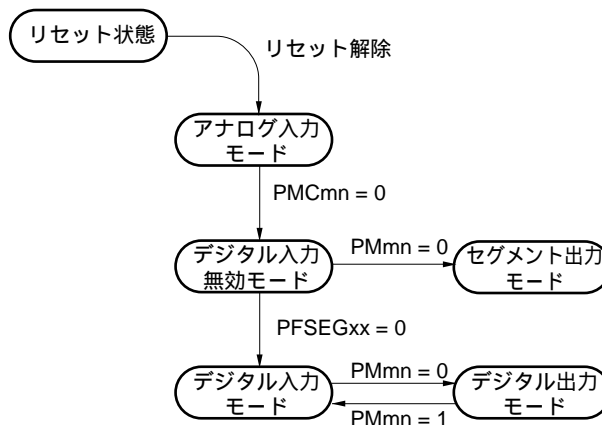 リセット状態
リセット解除
アナログ入力
モード
PMCmn = 0
デジタル入力
無効モード
PMmn = 0
セグメント出力
モード
PFSEGxx = 0
デジタル入力
モード
PMmn = 0
デジタル出力
モード
PMmn = 1